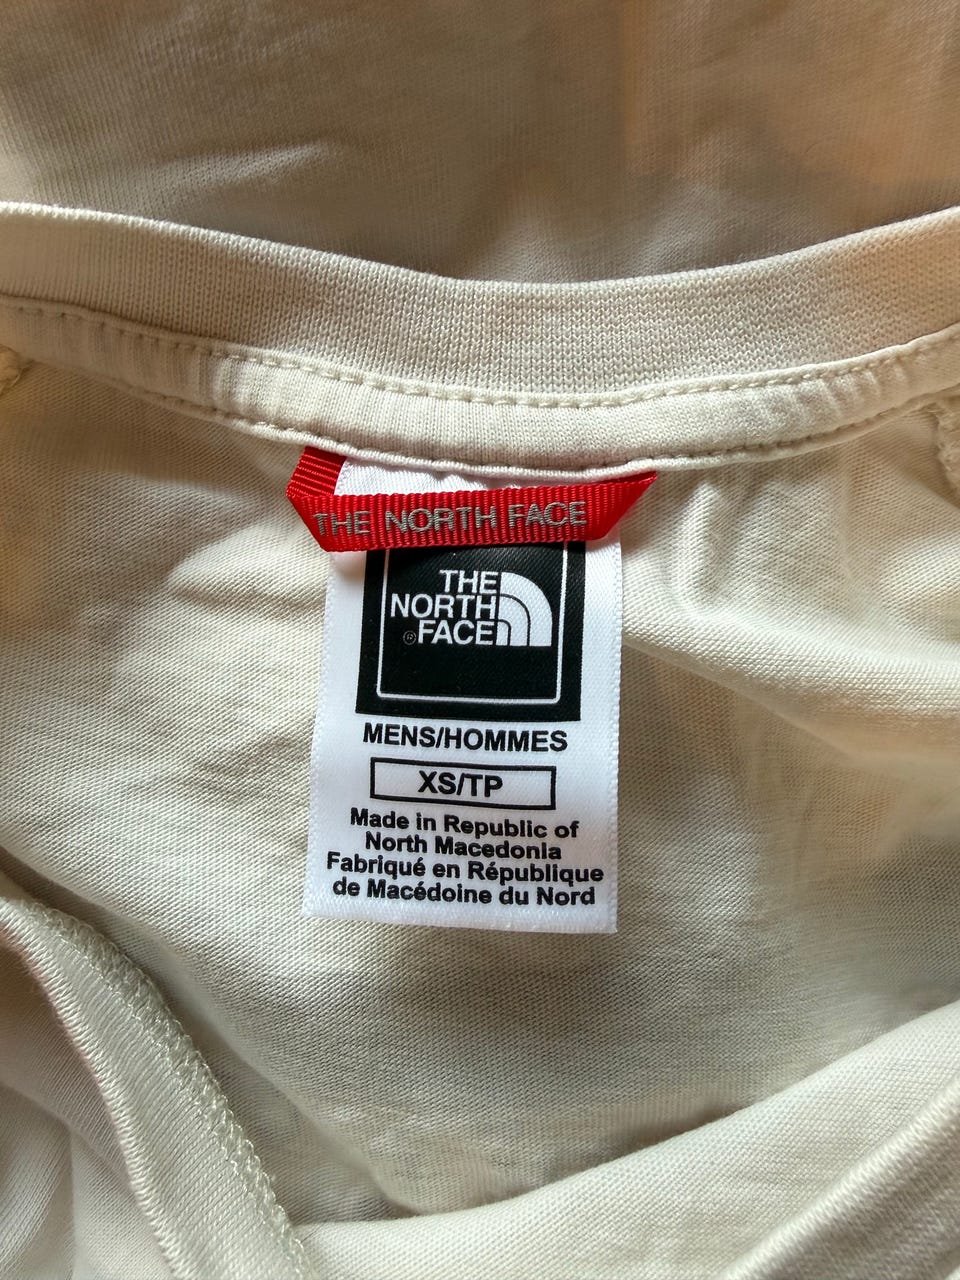 THE NORTH FACE
THE
NORTH
® FACE
MENS/HOMMES
XS/TP
Made in Republic of
North Macedonia
Fabriqué en République
de Macédoine du Nord